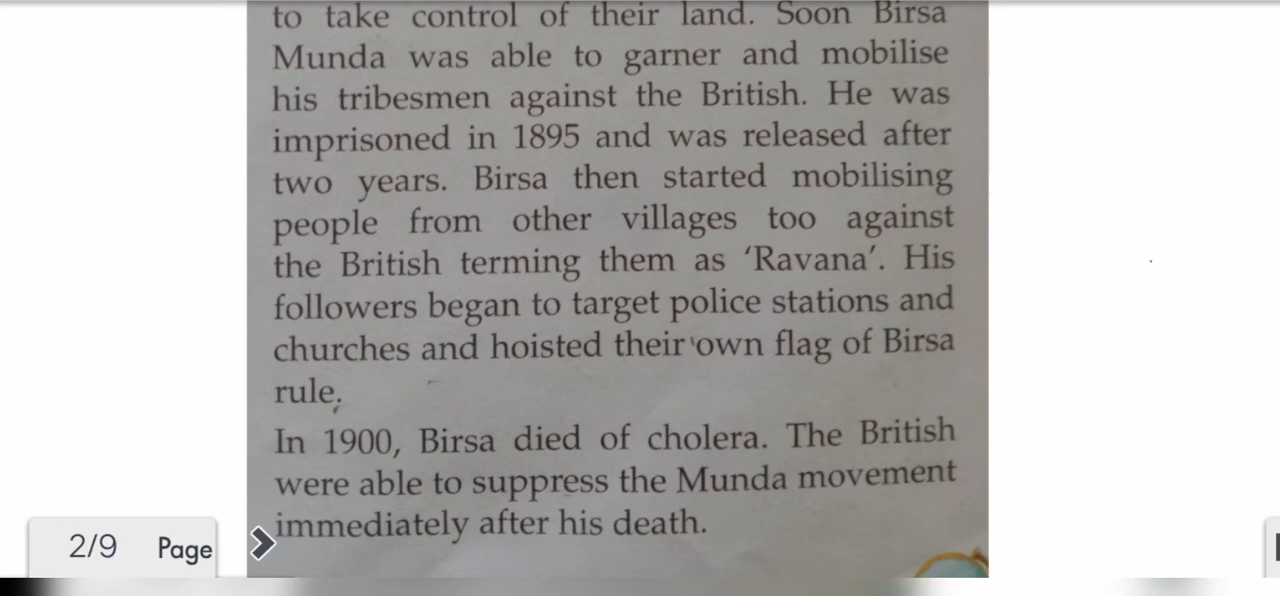 to take control of their land. Soon Birsa
Munda was able to garner and mobilise
his tribesmen against the British. He was
imprisoned in 1895 and was released after
two years. Birsa then started mobilising
people from other villages too against
the British terming them as ‘Ravana’. His
followers began to target police stations and
churches and hoisted their own flag of Birsa
rule.
In 1900, Birsa died of cholera. The British
were able to suppress the Munda movement
immediately after his death.
2/9 Page